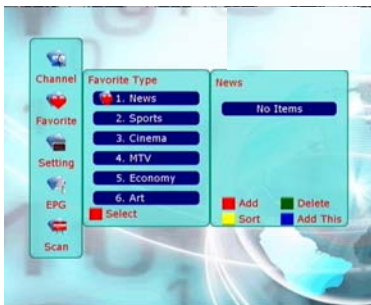 Channel
Favorite
Setting
EPG
Scan
Favorite Type
1. News
2. Sports
3. Cinema
4. MTV
5. Economy
6. Art
Select
News
No Items
Add
Delete
Sort
Add This